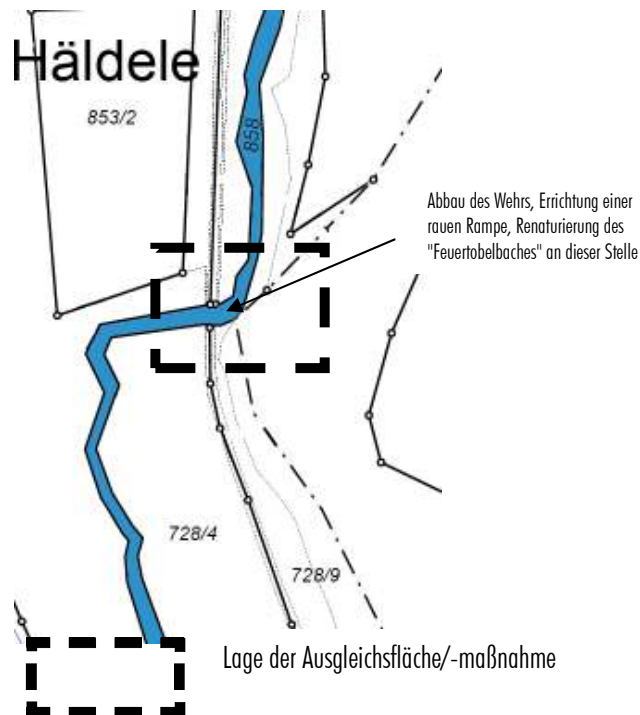 Häldele
853/2
858
Abbau des Wehrs, Errichtung einer
rauen Rampe, Renaturierung des
"Feuertobelbaches" an dieser Stelle
728/4
728/9
Lage der Ausgleichsfläche/-maßnahme